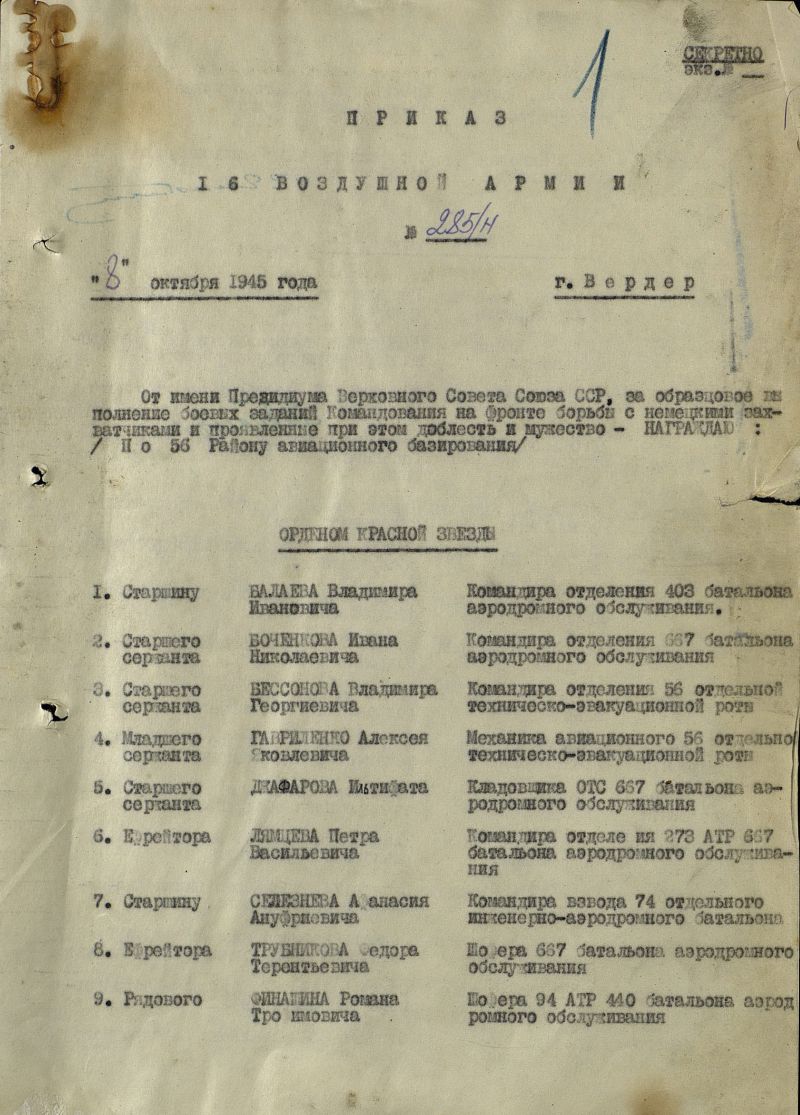 СЕКРЕТНО
экз.№ __
1
П Р И К А З
16 ВОЗДУШНОЙ АРМИИ
№ 285/н
"8" октября 1945 года
г. Вердер
От имени Президиума Верховного Совета Союза ССР, за образцовое вы
полнение боевых заданий Командования на фронте борьбы с немецкими зах-
ватчиками и проявленные при этом доблесть и мужество - НАГРАЖДАЮ :
/ П о 56 Району авиационного базирования/
ОРДЕНОМ КРАСНОЙ ЗВЕЗДЫ
1. Старшину БАЛАЕВА Владимира Командира отделения 403 батальона
Ивановича аэродромного обслуживания.
2. Старшего БОЧЕНКОВА Ивана Командира отделения 667 батальона
сержанта Николаевича аэродромного обслуживания
3. Старшего БЕССОНОВА Владимира Командира отделения 56 отдельной
сержанта Георгиевича техническо-эвакуационной роты
4. Младшего ГАВРИЛЕНКО Алексея Механика авиационного 56 отдельно
сержанта Яковлевича техническо-эвакуационной роты
5. Старшего ДЖАФАРОВА Ильтифата Кладовщика ОТС 667 батальона аэ-
сержанта родромного обслуживания
6. Ефрейтора ЛЯМЦЕВА Петра Командира отделе ия 273 АТР 667
Васильевича батальона аэродромного обслужива-
ния
7. Старшину СЕЛЕЗНЕВА Афанасия Командира взвода 74 отдельного
Ануфриевича инженерно-аэродромного батальона
8. Ефрейтора ТРУБНИКОВА Федора Шофера 667 батальона аэродромного
Терентьевича обслуживания
9. Рядового ФИНАГИНА Романа Шофера 94 АТР 440 батальона аэрод
Трофимовича ромного обслуживания